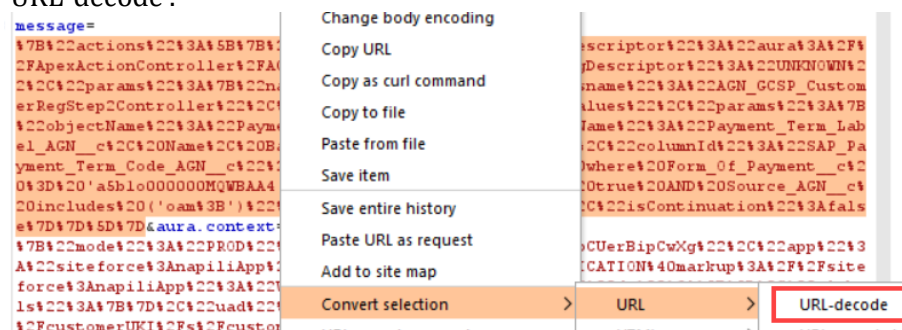 URL-decode:
message=
%7B%22actions%22%3A%5B%7B%2 Change body encoding escriptor%22%3A%22aura%3A%2F%
2FApexActionController%2FAC Copy URL gDescriptor%22%3A%22UNKNOWN%2
2%2C%22params%22%3A%7B%22na Copy as curl command sname%22%3A%22AGN_GCSP_Custom
erRegStep2Controller%22%2C% Copy to file alues%22%2C%22params%22%3A%7B
%22objectName%22%3A%22Payme Name%22%3A%22Payment_Term_Lab
el_AGN__c%2C%20Name%2C%20Ba Paste from file %2C%22columnId%22%3A%22SAP_Pa
yment_Term_Code_AGN__c%22%2 Save item 0where%20Form_Of_Payment__c%2
0%3D%20'a5blo000000MQWBAA4 0true%20AND%20Source_AGN__c%
20includes%20('oam%3B')%22% Save entire history 2C%22isContinuation%22%3Afals
e%7D%7D%5D%7D&aura.context=
%7B%22mode%22%3A%22PROD%22% Paste URL as request CUerBipCwXg%22%2C%22app%22%3
A%22siteforce%3AnapiliApp% Add to site map ICATION%40markup%3A%2F%2Fsite
force%3AnapiliApp%22%3A%22
ls%22%3A%7B%7D%2C%22uad%22% Convert selection > URL > URL-decode
%2FcustomerUKI%2Fs%2Fcustom